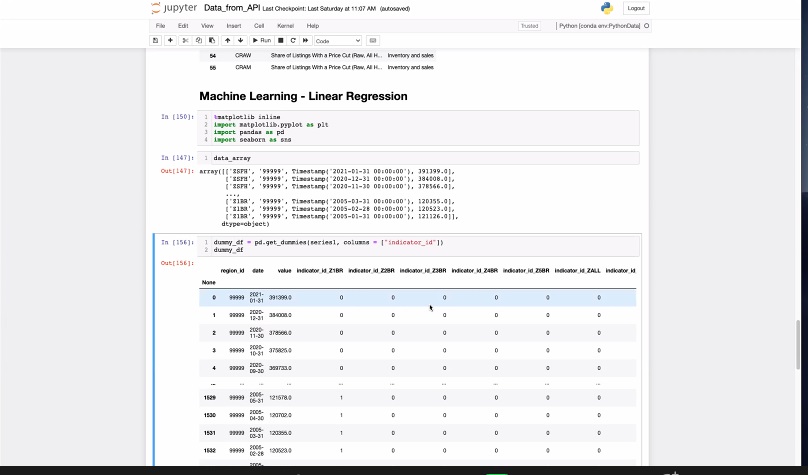 jupyter Data_from_API Last Checkpoint: Last Saturday at 11:07 AM (autosaved) Logout
File Edit View Insert Cell Kernel Help Trusted Python [conda env:PythonData]
Run Code
54 CRAW Share of Listings With a Price Cut (Raw, All H... Inventory and sales
55 CRAM Share of Listings With a Price Cut (Raw, All H... Inventory and sales
Machine Learning - Linear Regression
In [150]: 1 %matplotlib inline
2 import matplotlib.pyplot as plt
3 import pandas as pd
4 import seaborn as sns
In [147]: 1 data_array
Out[147]: array([['ZSFH', '99999', Timestamp('2021-01-31 00:00:00'), 391399.0],
['ZSFH', '99999', Timestamp('2020-12-31 00:00:00'), 384008.0],
['ZSFH', '99999', Timestamp('2020-11-30 00:00:00'), 378566.0],
...,
['Z1BR', '99999', Timestamp('2005-03-31 00:00:00'), 120355.0],
['Z1BR', '99999', Timestamp('2005-02-28 00:00:00'), 120523.0],
['Z1BR', '99999', Timestamp('2005-01-31 00:00:00'), 121126.0]],
dtype=object)
In [156]: 1 dummy_df = pd.get_dummies(series1, columns = ["indicator_id"])
2 dummy_df
Out[156]:
region_id date value indicator_id_Z1BR indicator_id_Z2BR indicator_id_Z3BR indicator_id_Z4BR indicator_id_Z5BR indicator_id_ZALL indicator_id
None
0 99999 2021-01-31 391399.0 0 0 0 0 0 0
1 99999 2020-12-31 384008.0 0 0 0 0 0 0
2 99999 2020-11-30 378566.0 0 0 0 0 0 0
3 99999 2020-10-31 375825.0 0 0 0 0 0 0
4 99999 2020-09-30 369733.0 0 0 0 0 0 0
... ... ... ... ... ... ... ... ... ...
1529 99999 2005-05-31 121578.0 1 0 0 0 0 0
1530 99999 2005-04-30 120702.0 1 0 0 0 0 0
1531 99999 2005-03-31 120355.0 1 0 0 0 0 0
1532 99999 2005-02-28 120523.0 1 0 0 0 0 0